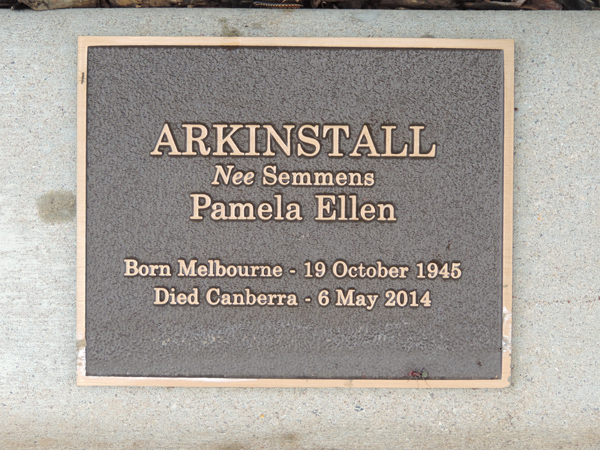 ARKINSTALL
Nee Semmens
Pamela Ellen
Born Melbourne - 19 October 1945
Died Canberra - 6 May 2014